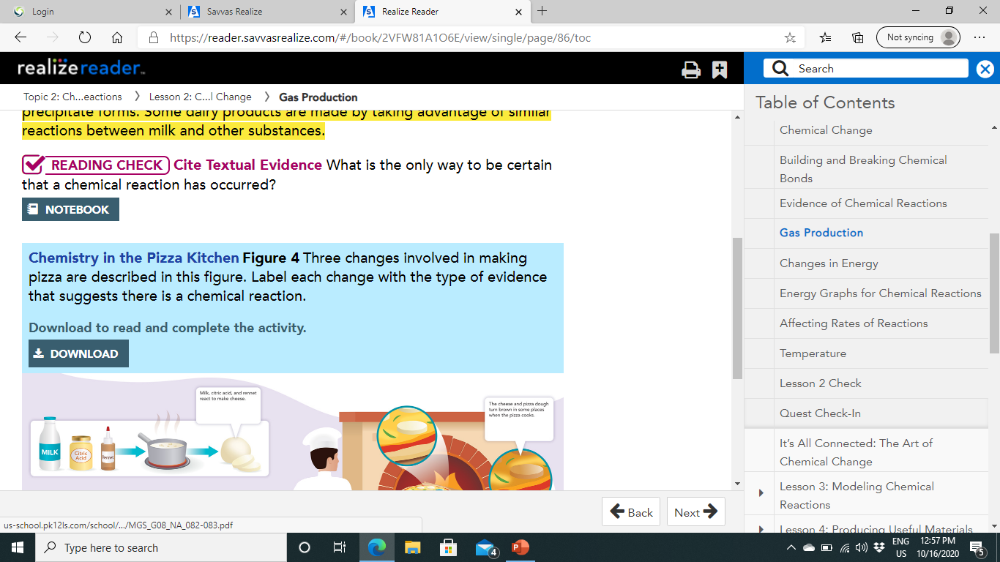 Login
Savvas Realize
Realize Reader
https://reader.savvasrealize.com/#/book/2VFW81A1O6E/view/single/page/86/toc
Not syncing
realizereader
Search
Topic 2: Ch...eactions
Lesson 2: C...l Change
Gas Production
Table of Contents
precipitate forms. Some dairy products are made by taking advantage of similar
reactions between milk and other substances.
READING CHECK Cite Textual Evidence What is the only way to be certain
that a chemical reaction has occurred?
NOTEBOOK
Chemistry in the Pizza Kitchen Figure 4 Three changes involved in making
pizza are described in this figure. Label each change with the type of evidence
that suggests there is a chemical reaction.
Download to read and complete the activity.
DOWNLOAD
Milk, citric acid, and rennet
react to make cheese.
The cheese and pizza dough
turn brown in some places
when the pizza cooks.
MILK
Citric
Acid
Rennet
Chemical Change
Building and Breaking Chemical
Bonds
Evidence of Chemical Reactions
Gas Production
Changes in Energy
Energy Graphs for Chemical Reactions
Affecting Rates of Reactions
Temperature
Lesson 2 Check
Quest Check-In
It's All Connected: The Art of
Chemical Change
Lesson 3: Modeling Chemical
Reactions
Lesson 4: Producing Useful Materials
Back
Next
us-school.pk12ls.com/school/.../MGS_G08_NA_082-083.pdf
Type here to search
4
P
ENG
US
12:57 PM
10/16/2020
5